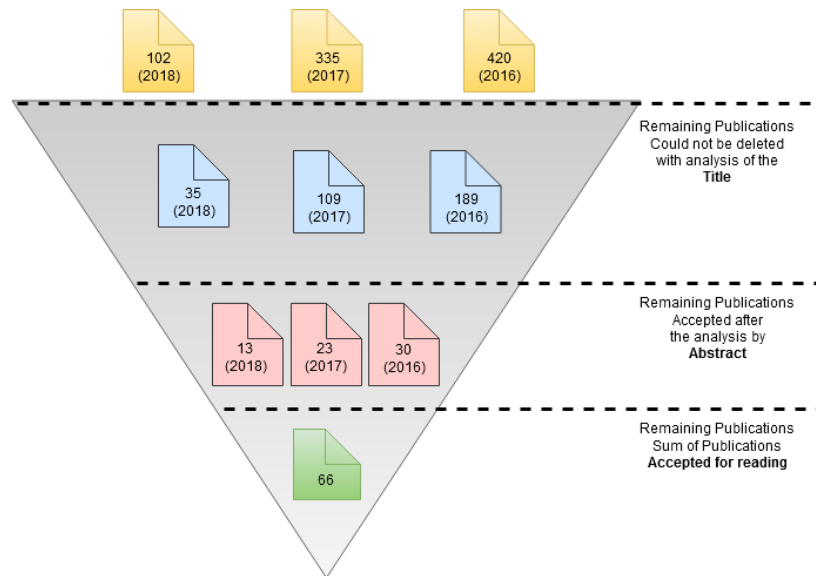 102
(2018)
335
(2017)
420
(2016)
Remaining Publications
Could not be deleted
with analysis of the
Title
35
(2018)
109
(2017)
189
(2016)
Remaining Publications
Accepted after
the analysis by
Abstract
13
(2018)
23
(2017)
30
(2016)
Remaining Publications
Sum of Publications
Accepted for reading
66